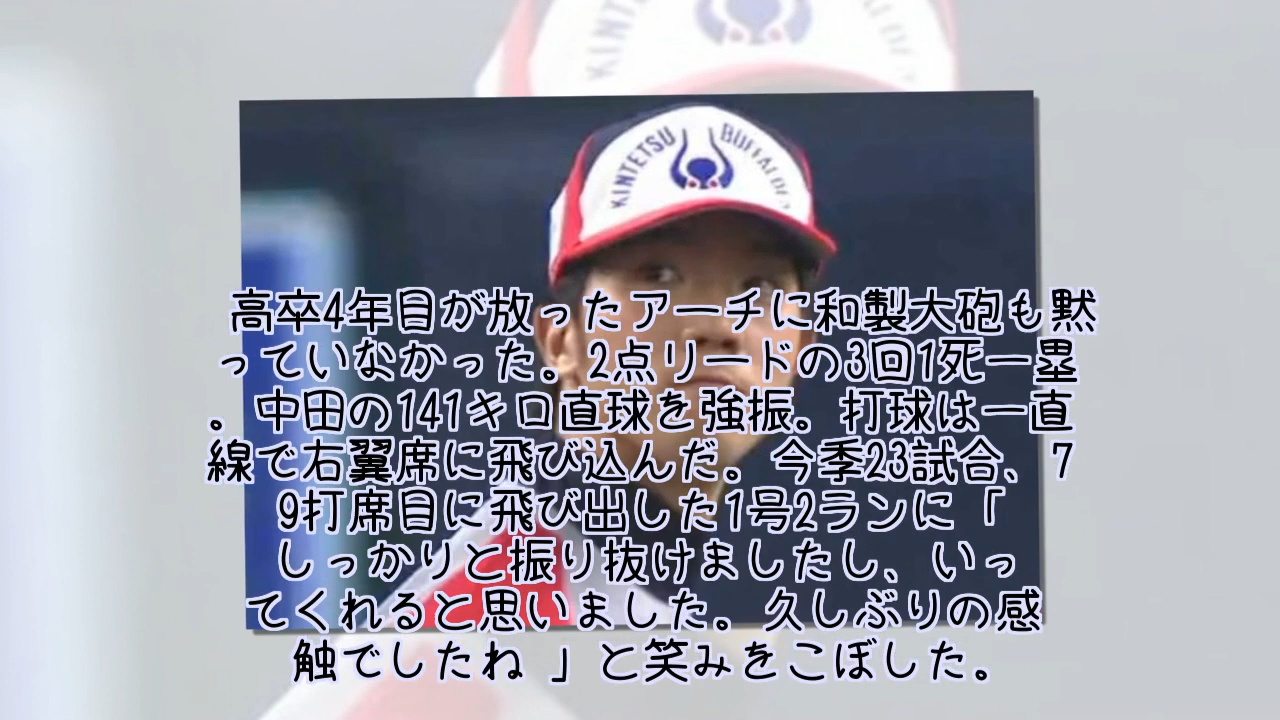 KINTETSU BUFFALOES
高卒4年目が放ったアーチに和製大砲も黙
っていなかった。2点リードの3回1死一塁
。中田の141キロ直球を強振。打球は一直
線で右翼席に飛び込んだ。今季23試合、7
9打席目に飛び出した1号2ランに「
しっかりと振り抜けましたし、いっ
てくれると思いました。久しぶりの感
触でしたね 」と笑みをこぼした。